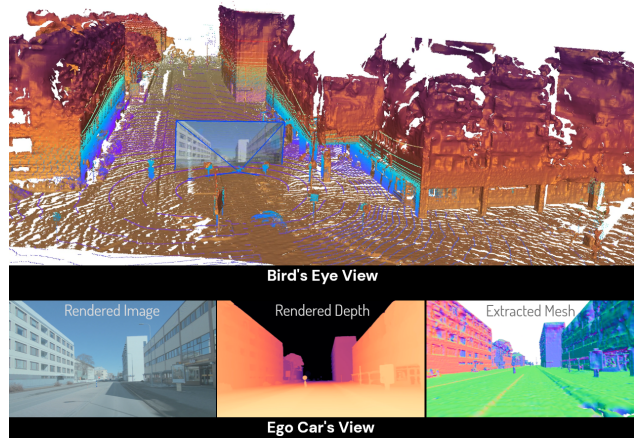 Bird's Eye View
Rendered Image
Rendered Depth
Extracted Mesh
Ego Car's View